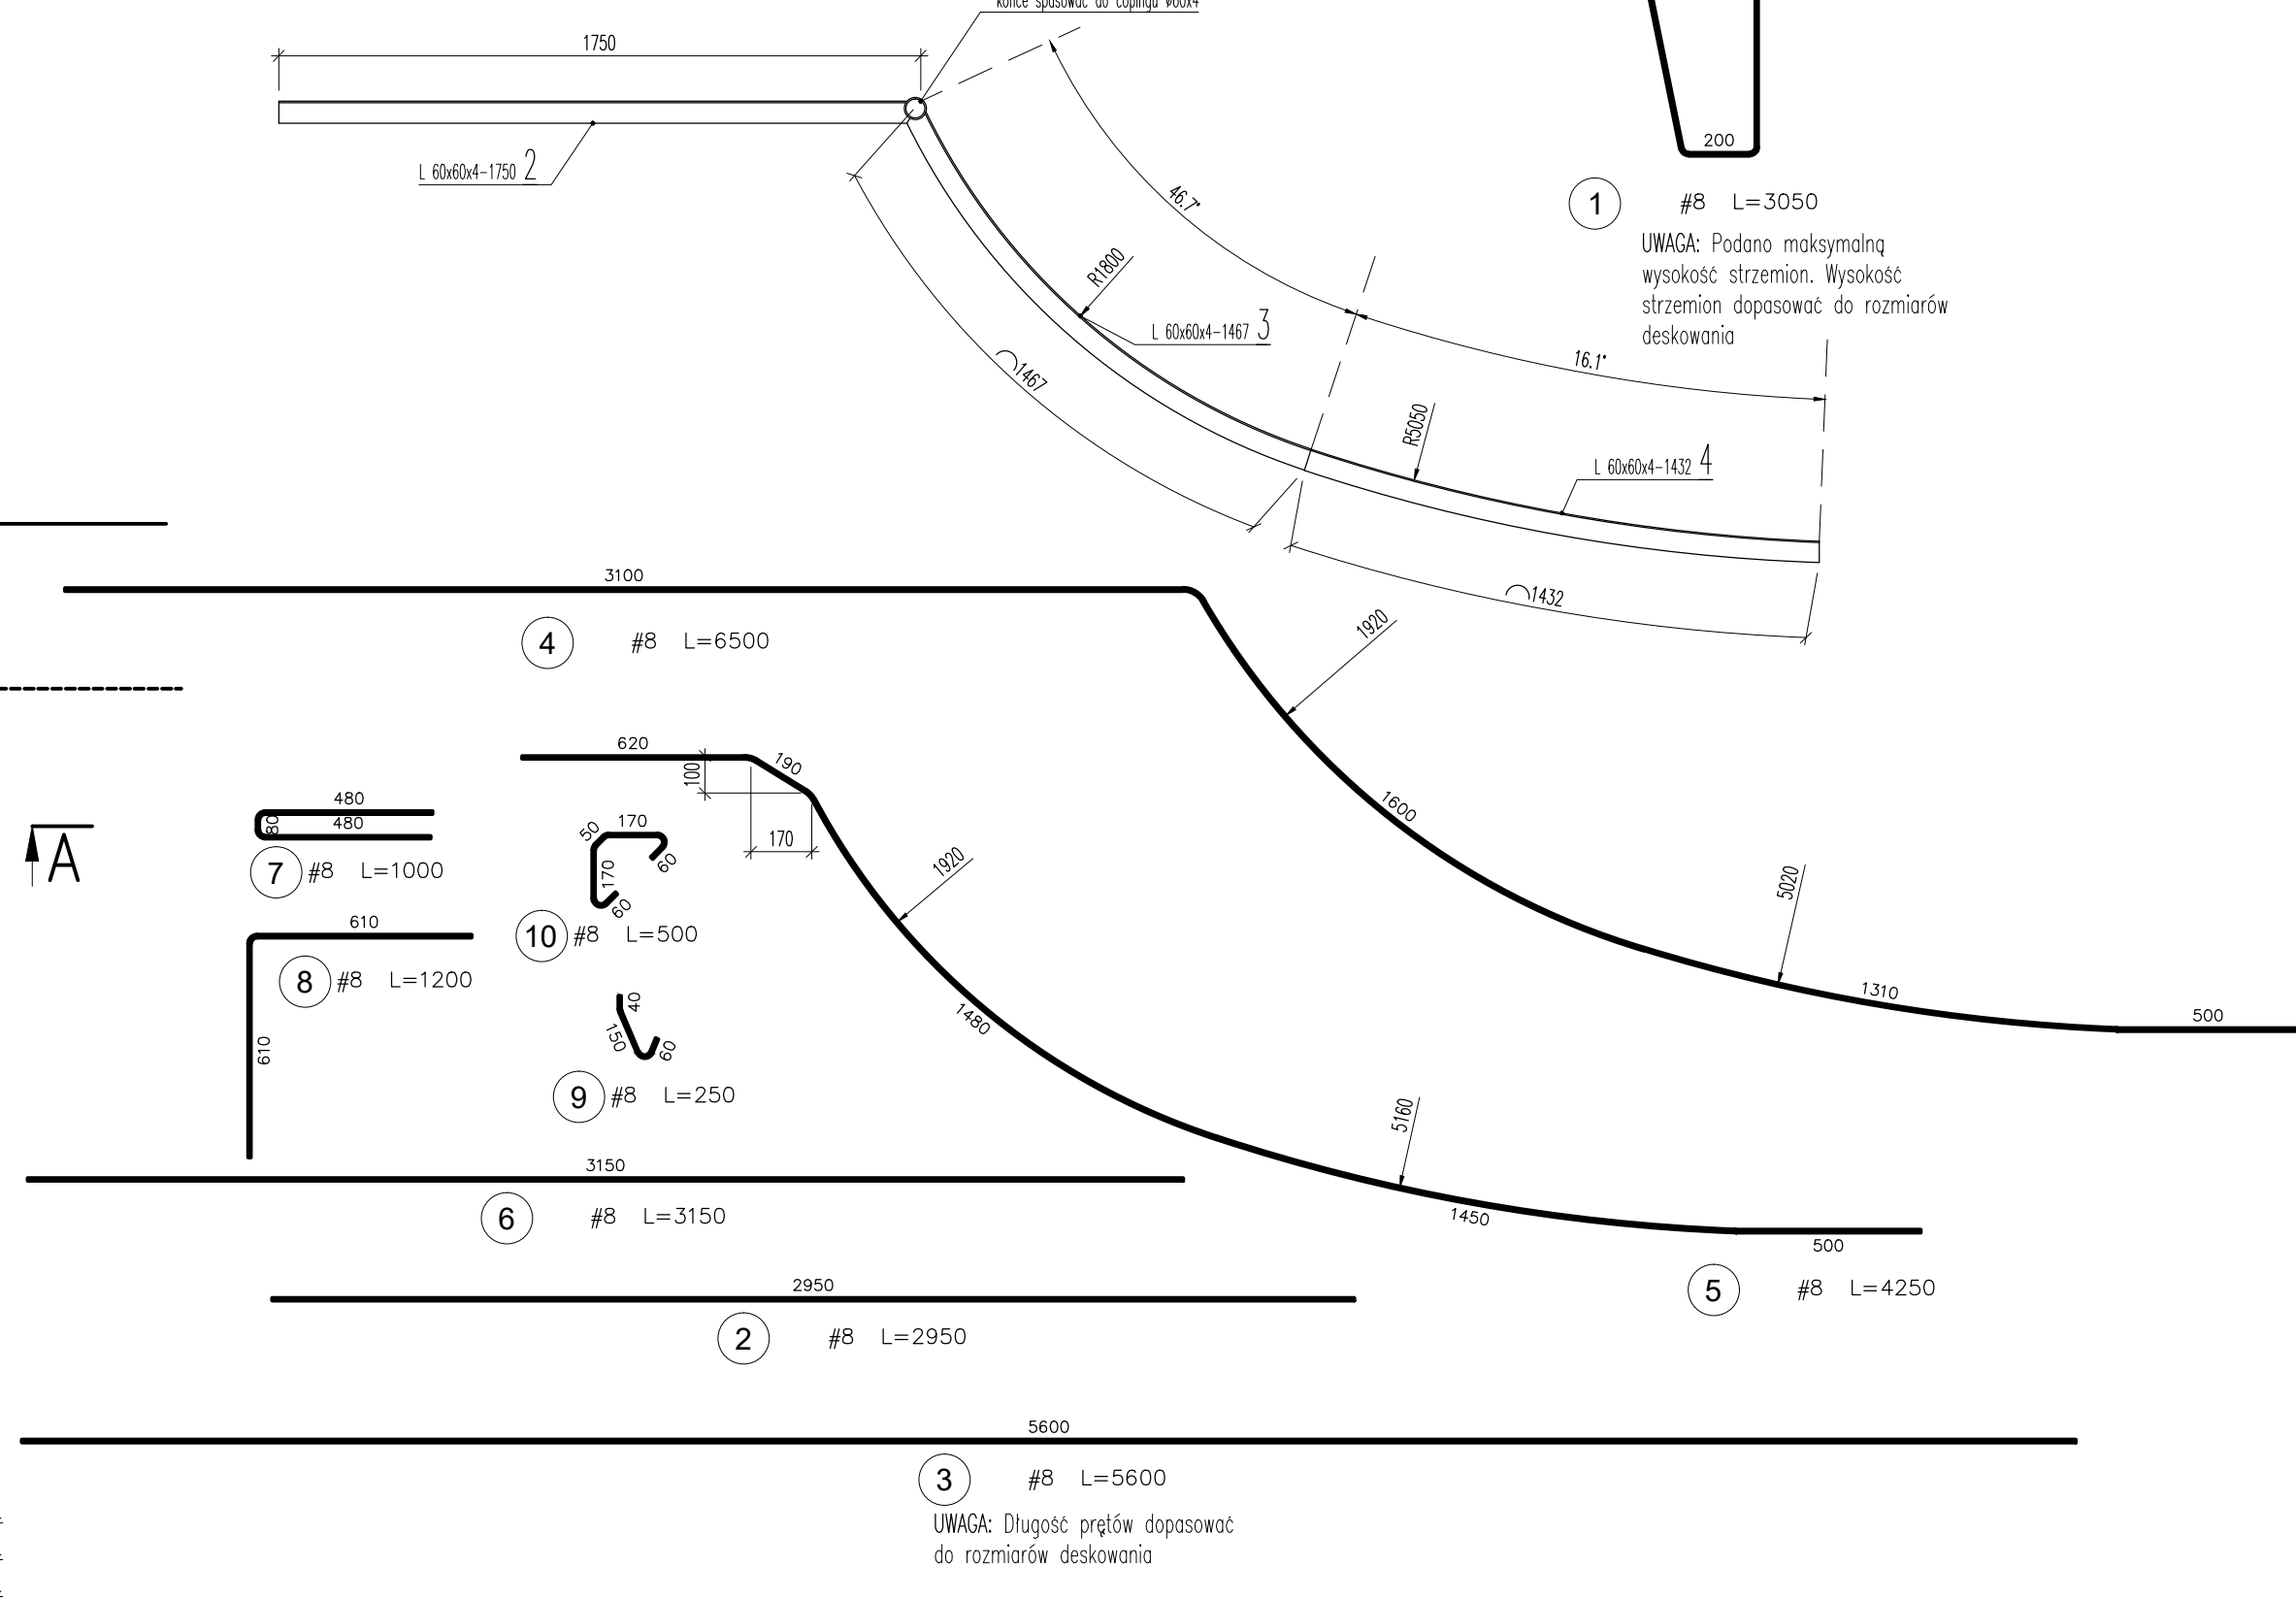 końce spasować do copingu Ø60x4
1750
L 60x60x4-1750 2
46.7°
R1800
L 60x60x4-1467 3
1467
16.1°
R5050
L 60x60x4-1432 4
1432
200
1 #8 L=3050
UWAGA: Podano maksymalną
wysokość strzemion. Wysokość
strzemion dopasować do rozmiarów
deskowania
3100
4 #8 L=6500
1920
1600
5020
1310
500
620
100
190
170
1920
1480
5160
1450
500
5 #8 L=4250
A
480
480
80
7 #8 L=1000
50
170
60
170
60
10 #8 L=500
610
610
8 #8 L=1200
40
150
60
9 #8 L=250
3150
6 #8 L=3150
2950
2 #8 L=2950
5600
3 #8 L=5600
UWAGA: Długość prętów dopasować
do rozmiarów deskowania